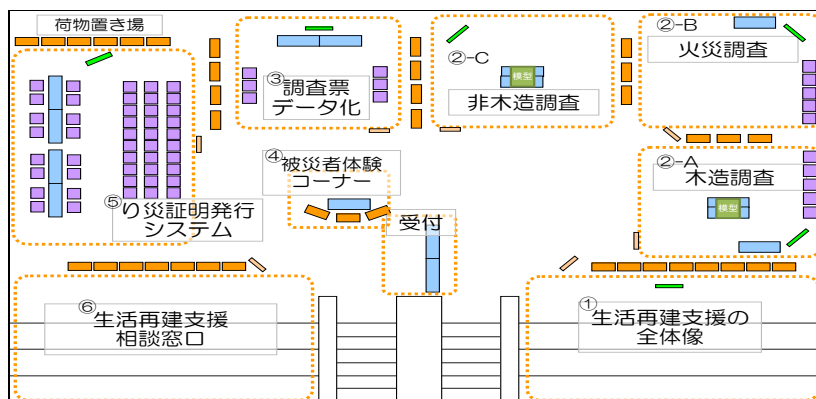 荷物置き場
②-B
火災調査
②-C
模型
非木造調査
③
調査票
データ化
④
被災者体験
コーナー
②-A
木造調査
模型
⑤
り災証明発行
システム
受付
⑥
生活再建支援
相談窓口
①
生活再建支援の
全体像